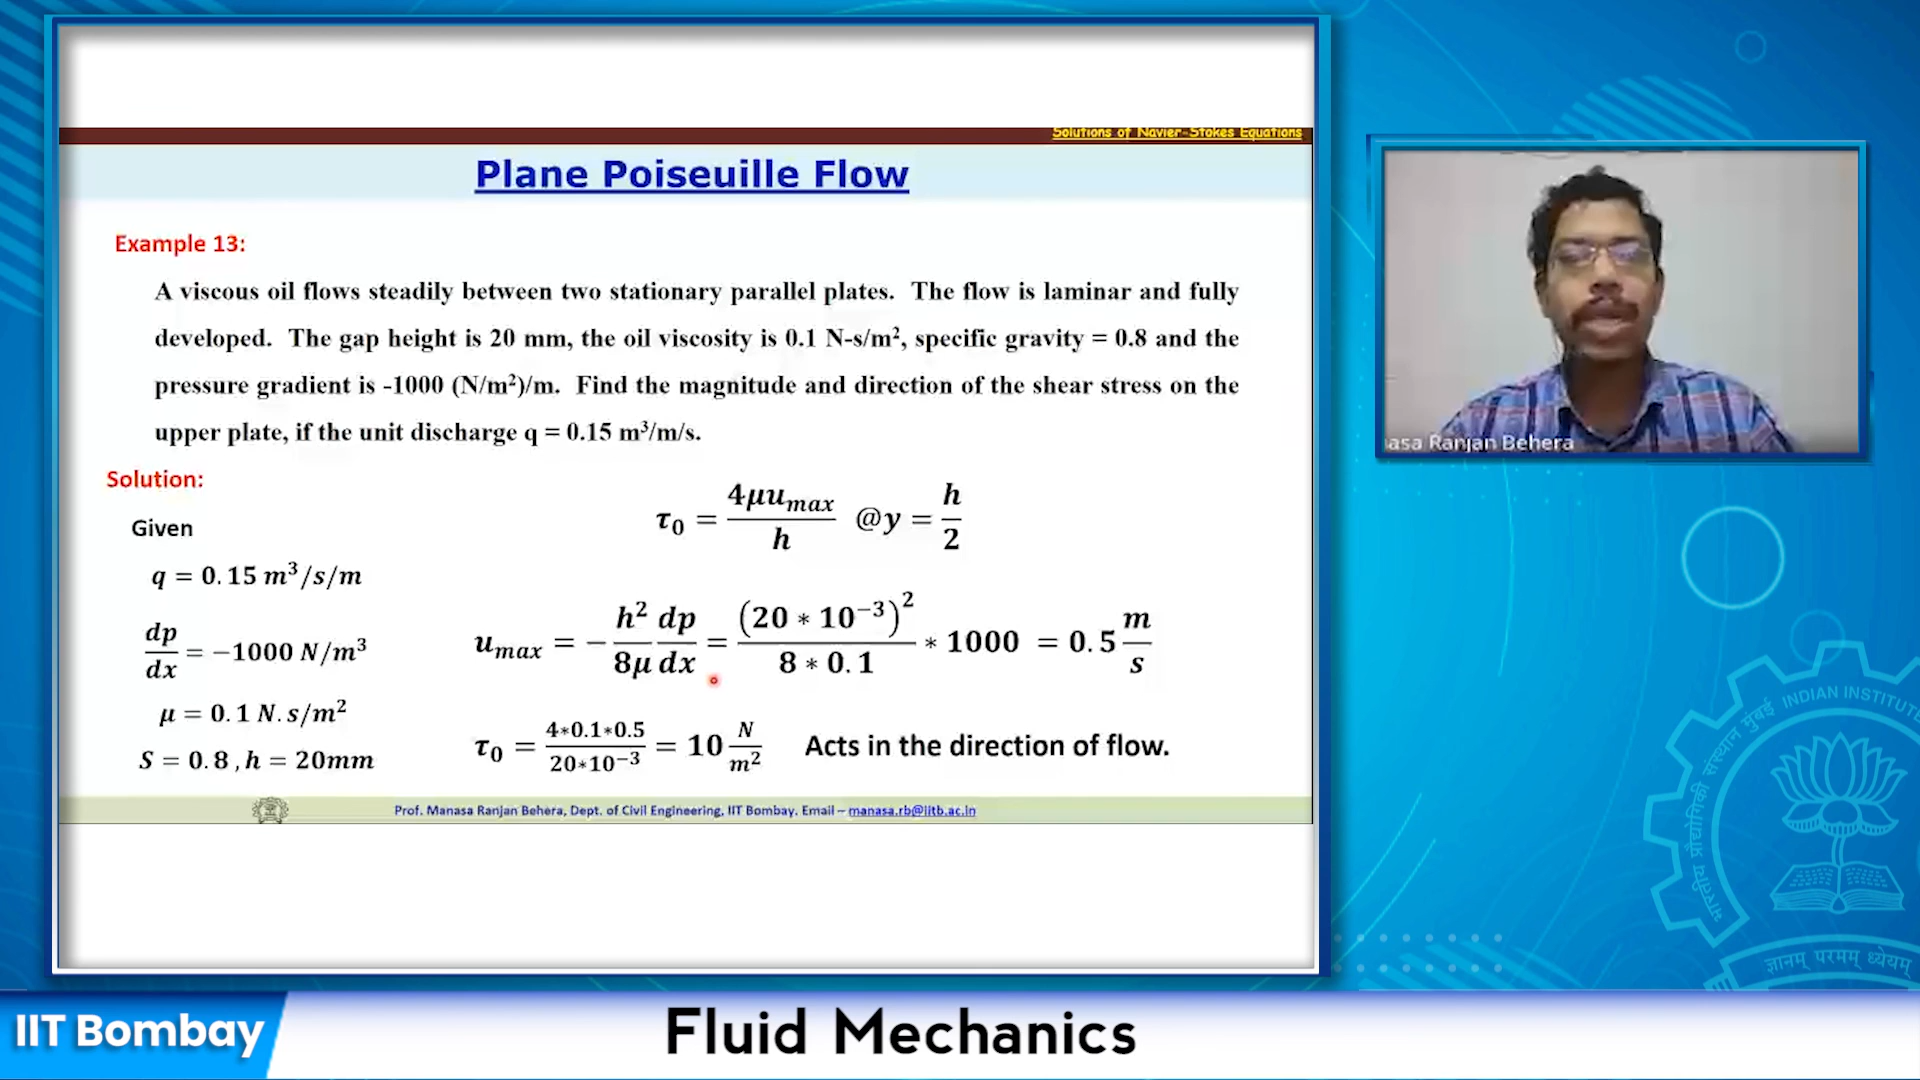 Solutions of Navier-Stokes Equations
Plane Poiseuille Flow
Example 13:
A viscous oil flows steadily between two stationary parallel plates. The flow is laminar and fully
developed. The gap height is 20 mm, the oil viscosity is 0.1 N-s/m², specific gravity = 0.8 and the
pressure gradient is -1000 (N/m²)/m. Find the magnitude and direction of the shear stress on the
upper plate, if the unit discharge q = 0.15 m³/m/s.
Solution:
Given
q = 0.15 m³/s/m
dp/dx = −1000 N/m³
μ = 0.1 N.s/m²
S = 0.8 , h = 20mm
τ₀ = 4μu_max/h @y = h/2
u_max = − h²/8μ dp/dx = (20 * 10⁻³)²/8 * 0.1 * 1000 = 0.5 m/s
τ₀ = 4*0.1*0.5/20*10⁻³ = 10 N/m² Acts in the direction of flow.
Prof. Manasa Ranjan Behera, Dept. of Civil Engineering, IIT Bombay. Email – manasa.rb@iitb.ac.in
asa Ranjan Behera
मुंबई INDIAN INSTITUTE
भारतीय प्रौद्योगिकी संस्थान
ज्ञानम् परमम् ध्येयम्
IIT Bombay
Fluid Mechanics